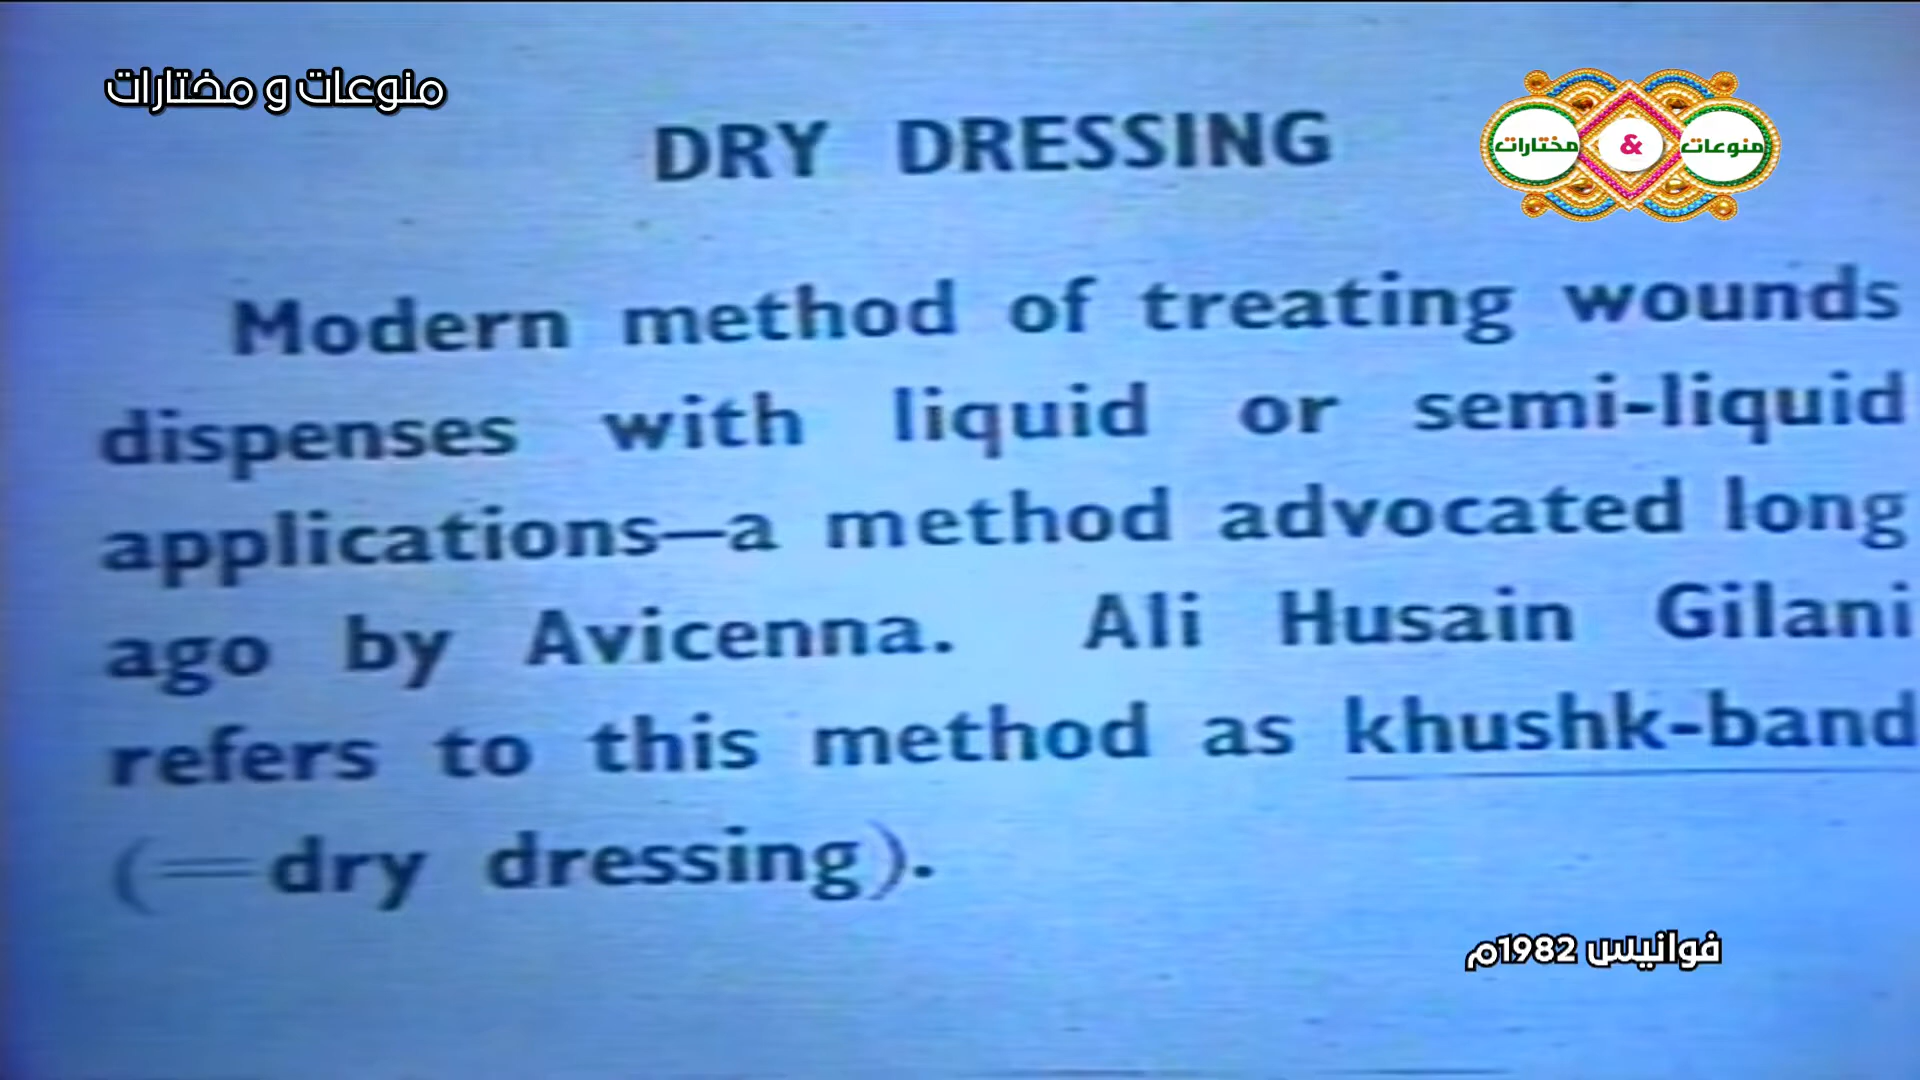 منوعات و مختارات
منوعات & مختارات
DRY DRESSING
Modern method of treating wounds
dispenses with liquid or semi-liquid
applications—a method advocated long
ago by Avicenna. Ali Husain Gilani
refers to this method as khushk-band
(=dry dressing).
فوانيس 1982م